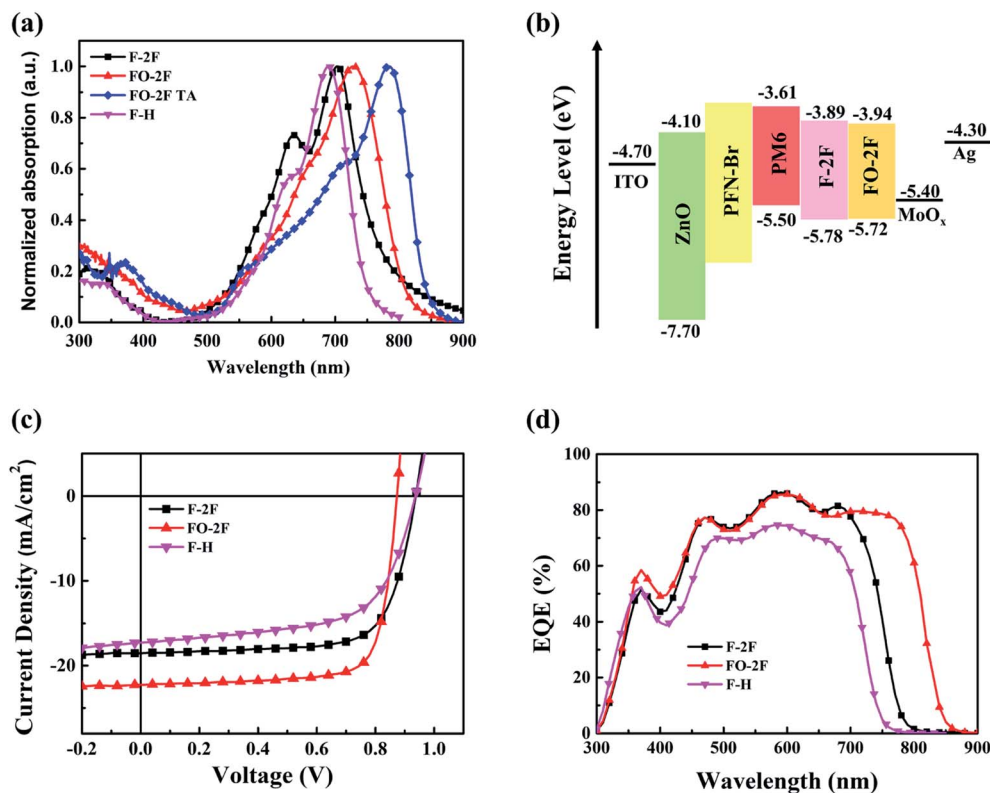 (a)
F-2F
FO-2F
FO-2F TA
F-H
Normalized absorption (a.u.)
1.0
0.8
0.6
0.4
0.2
0.0
300 400 500 600 700 800 900
Wavelength (nm)
(b)
Energy Level (eV)
-4.70
ITO
-4.10
ZnO
-7.70
PFN-Br
-3.61
PM6
-5.50
-3.89
F-2F
-5.78
-3.94
FO-2F
-5.72
-5.40
MoOx
-4.30
Ag
(c)
Current Density (mA/cm²)
0
-10
-20
F-2F
FO-2F
F-H
-0.2 0.0 0.2 0.4 0.6 0.8 1.0
Voltage (V)
(d)
EQE (%)
100
80
60
40
20
0
F-2F
FO-2F
F-H
300 400 500 600 700 800 900
Wavelength (nm)